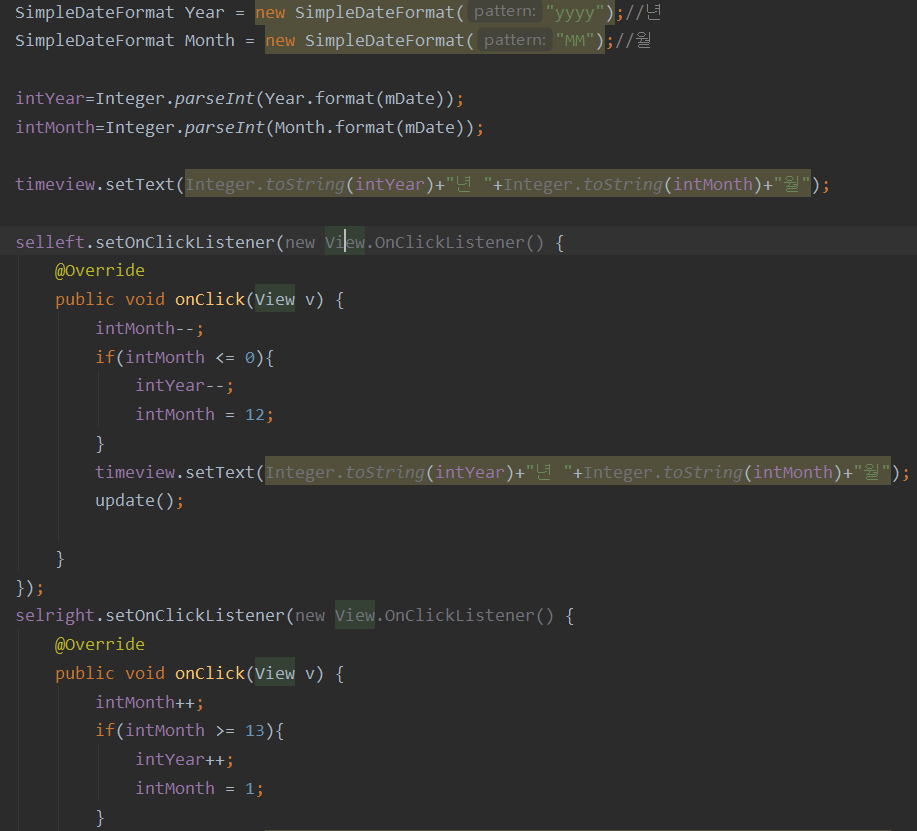 SimpleDateFormat Year = new SimpleDateFormat( pattern: "yyyy");//년
SimpleDateFormat Month = new SimpleDateFormat( pattern: "MM");//월
intYear=Integer.parseInt(Year.format(mDate));
intMonth=Integer.parseInt(Month.format(mDate));
timeview.setText(Integer.toString(intYear)+"년 "+Integer.toString(intMonth)+"월");
selleft.setOnClickListener(new View.OnClickListener() {
@Override
public void onClick(View v) {
intMonth--;
if(intMonth <= 0){
intYear--;
intMonth = 12;
}
timeview.setText(Integer.toString(intYear)+"년 "+Integer.toString(intMonth)+"월");
update();
}
});
selright.setOnClickListener(new View.OnClickListener() {
@Override
public void onClick(View v) {
intMonth++;
if(intMonth >= 13){
intYear++;
intMonth = 1;
}